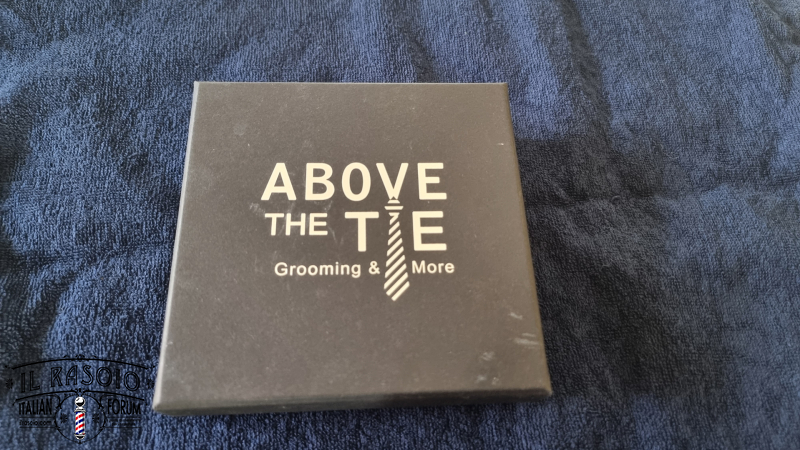 ABOVE
THE TIE
Grooming & More
IL RASOIO
ITALIAN FORUM